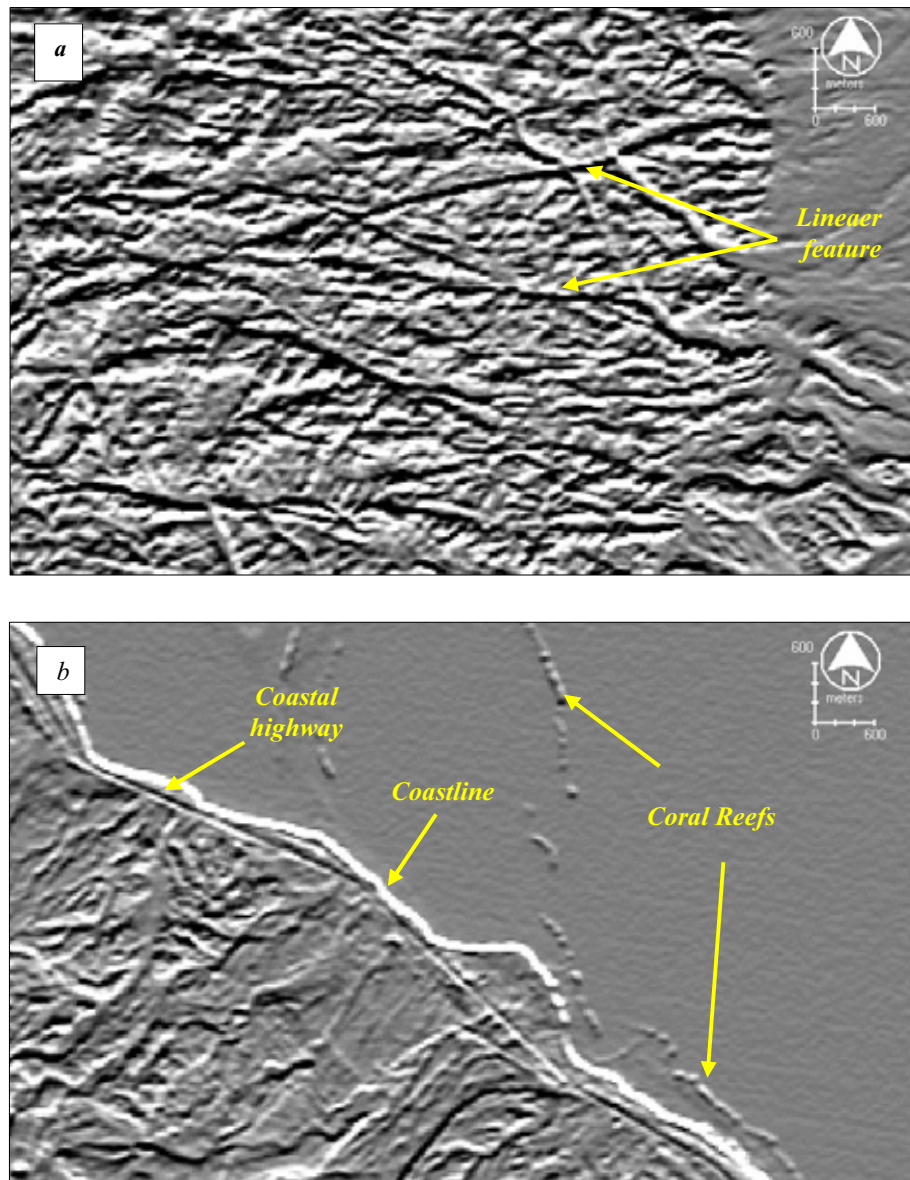 a
600
N
meters
0 600
Lineaer
feature
b
600
N
meters
0 600
Coastal
highway
Coastline
Coral Reefs